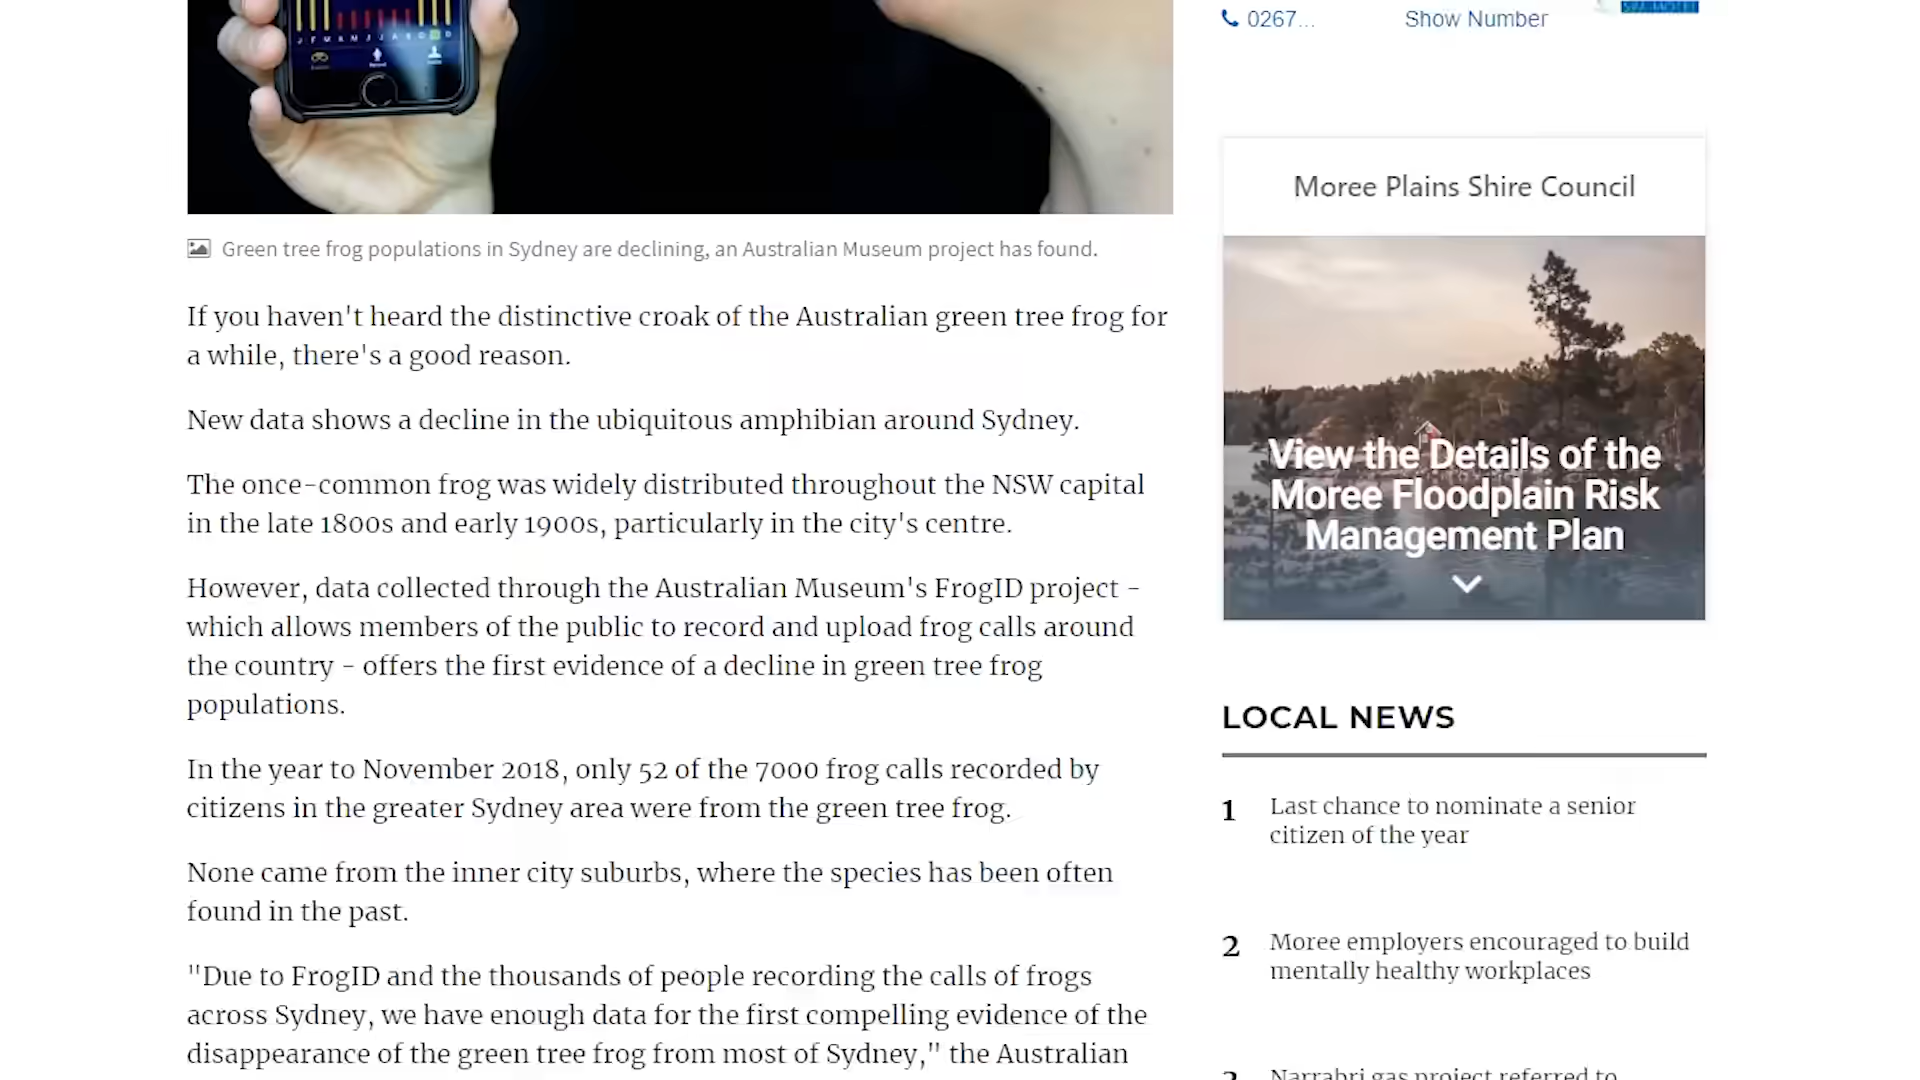 0267...
Show Number
Moree Plains Shire Council
Green tree frog populations in Sydney are declining, an Australian Museum project has found.
If you haven't heard the distinctive croak of the Australian green tree frog for
a while, there's a good reason.
New data shows a decline in the ubiquitous amphibian around Sydney.
The once-common frog was widely distributed throughout the NSW capital
in the late 1800s and early 1900s, particularly in the city's centre.
However, data collected through the Australian Museum's FrogID project -
which allows members of the public to record and upload frog calls around
the country - offers the first evidence of a decline in green tree frog
populations.
In the year to November 2018, only 52 of the 7000 frog calls recorded by
citizens in the greater Sydney area were from the green tree frog.
None came from the inner city suburbs, where the species has been often
found in the past.
"Due to FrogID and the thousands of people recording the calls of frogs
across Sydney, we have enough data for the first compelling evidence of the
disappearance of the green tree frog from most of Sydney," the Australian
View the Details of the
Moree Floodplain Risk
Management Plan
LOCAL NEWS
1 Last chance to nominate a senior
citizen of the year
2 Moree employers encouraged to build
mentally healthy workplaces
Narrabri gas project referred to